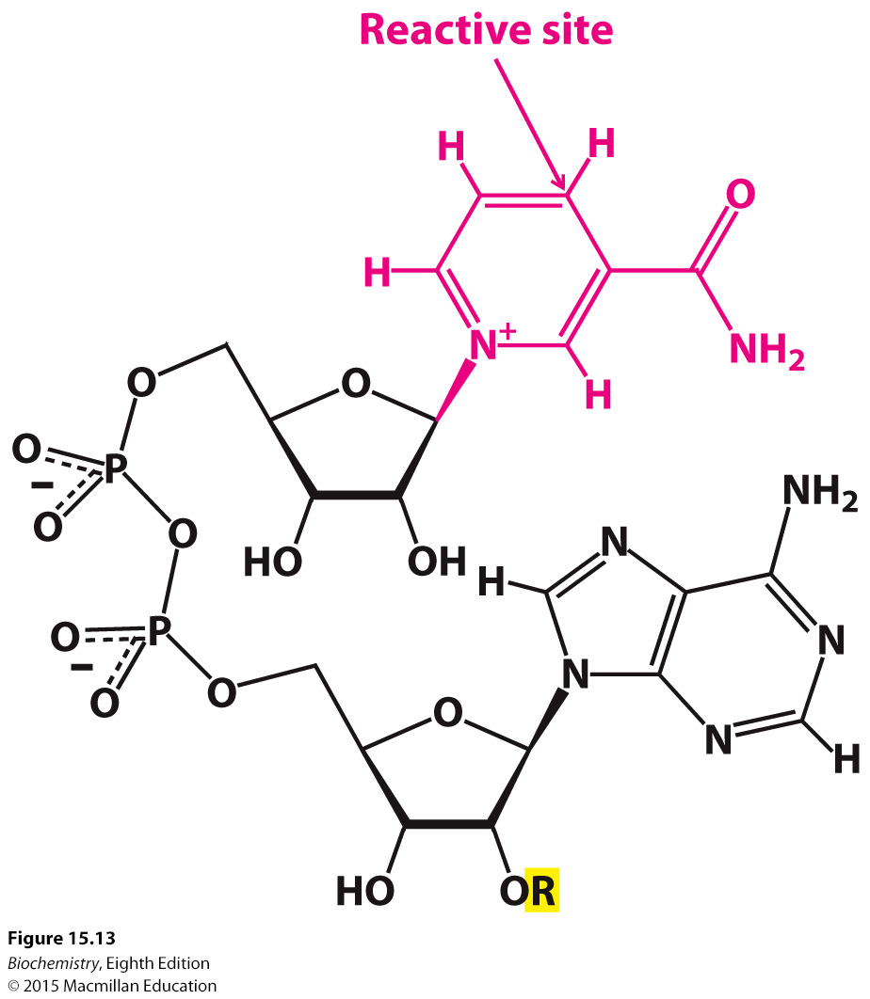 Reactive site
H H
O
H
N+
NH2
H
O O
O P
− O
HO OH
O
NH2
H N
N
O P
− O
O
N
O
N
H
HO OR
Figure 15.13
Biochemistry, Eighth Edition
© 2015 Macmillan Education